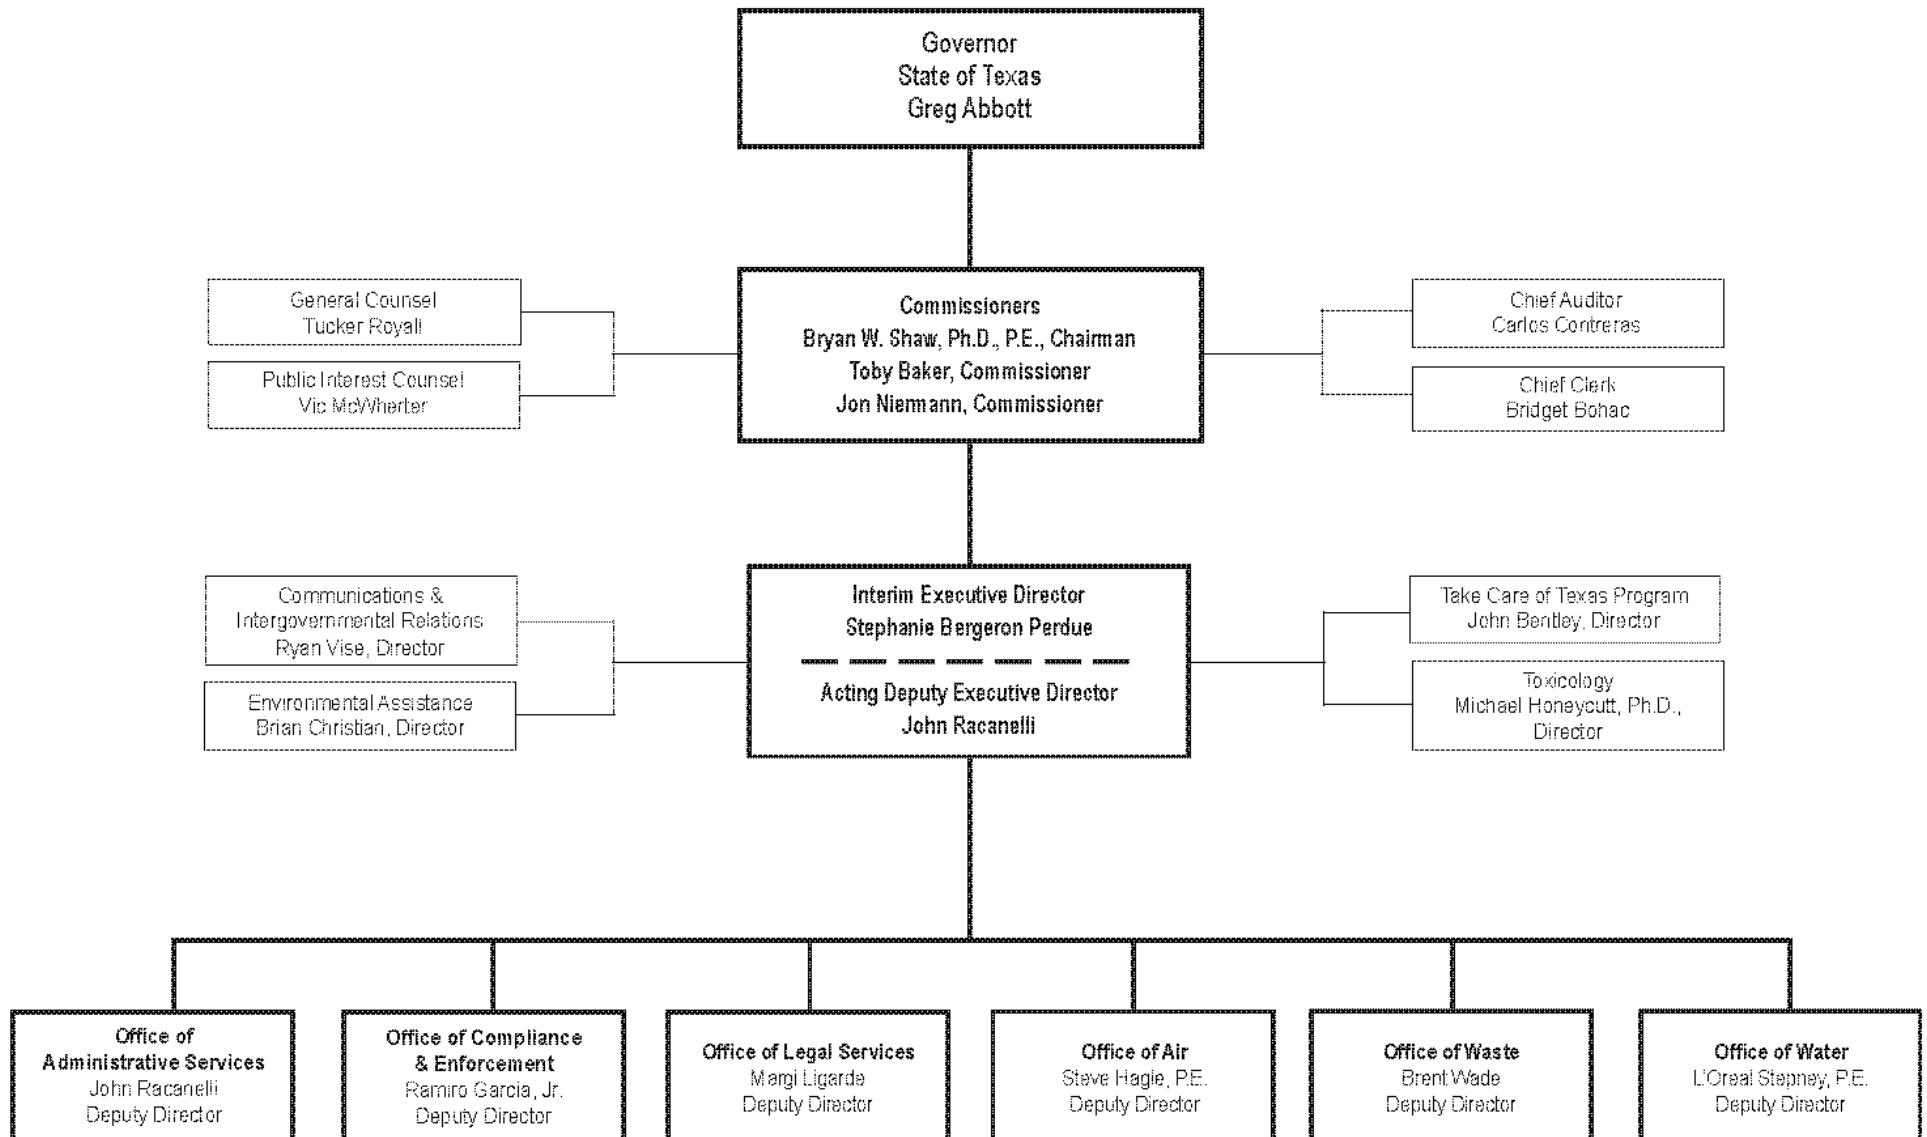 Governor
State of Texas
Greg Abbott
General Counsel
Tucker Royall
Public Interest Counsel
Vic McWherter
Commissioners
Bryan W. Shaw, Ph.D., P.E., Chairman
Toby Baker, Commissioner
Jon Niermann, Commissioner
Chief Auditor
Carlos Contreras
Chief Clerk
Bridget Bohac
Communications &
Intergovernmental Relations
Ryan Vise, Director
Environmental Assistance
Brian Christian, Director
Interim Executive Director
Stephanie Bergeron Perdue
Acting Deputy Executive Director
John Racanelli
Take Care of Texas Program
John Bentley, Director
Toxicology
Michael Honeycutt, Ph.D.,
Director
Office of
Administrative Services
John Racanelli
Deputy Director
Office of Compliance
& Enforcement
Ramiro Garcia, Jr.
Deputy Director
Office of Legal Services
Margi Ligarde
Deputy Director
Office of Air
Steve Hagle, P.E.
Deputy Director
Office of Waste
Brent Wade
Deputy Director
Office of Water
L'Oreal Stepney, P.E.
Deputy Director